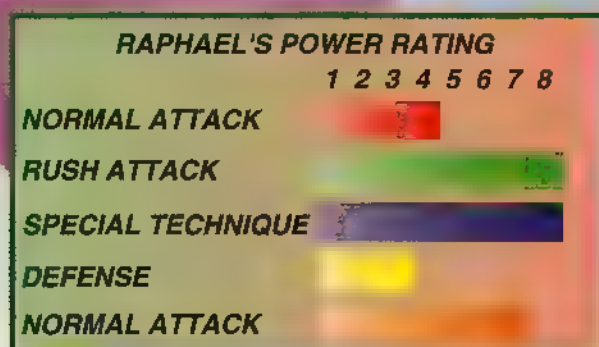 RAPHAEL'S POWER RATING
1 2 3 4 5 6 7 8
NORMAL ATTACK
RUSH ATTACK
SPECIAL TECHNIQUE
DEFENSE
NORMAL ATTACK